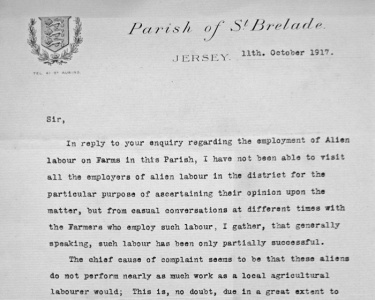 Parish of St Brelade.
JERSEY. 11th. October 1917.
Sir,
In reply to your enquiry regarding the employment of Alien
labour on Farms in this Parish, I have not been able to visit
all the employers of alien labour in the district for the
particular purpose of ascertaining their opinion upon the
matter, but from casual conversations at different times with
the Farmers who employ such labour, I gather, that generally
speaking, such labour has been only partially successful.
The chief cause of complaint seems to be that these aliens
do not perform nearly as much work as a local agricultural
labourer would; This is, no doubt, due in a great extent to